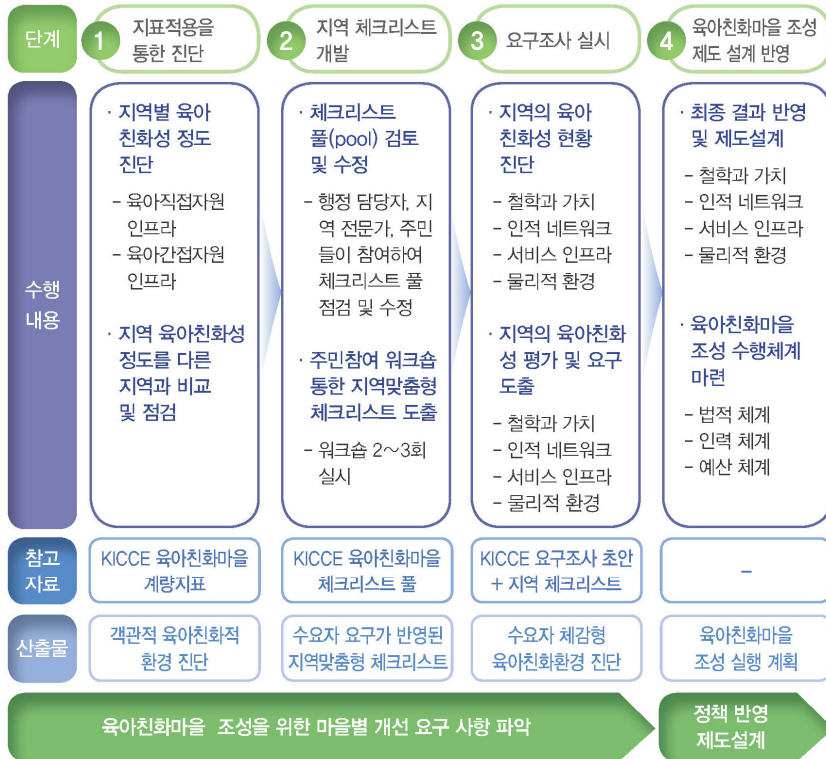 단계
1
지표적용을
통한 진단
2
지역 체크리스트
개발
3
요구조사 실시
4
육아친화마을 조성
제도 설계 반영
수행
내용
· 지역별 육아
친화성 정도
진단
- 육아직접자원
인프라
- 육아간접자원
인프라
· 지역 육아친화성
정도를 다른
지역과 비교
및 점검
· 체크리스트
풀(pool) 검토
및 수정
- 행정 담당자, 지
역 전문가, 주민
들이 참여하여
체크리스트 풀
점검 및 수정
· 주민참여 워크숍
통한 지역맞춤형
체크리스트 도출
- 워크숍 2~3회
실시
· 지역의 육아
친화성 현황
진단
- 철학과 가치
- 인적 네트워크
- 서비스 인프라
- 물리적 환경
· 지역의 육아친화
성 평가 및 요구
도출
- 철학과 가치
- 인적 네트워크
- 서비스 인프라
- 물리적 환경
· 최종 결과 반영
및 제도설계
- 철학과 가치
- 인적 네트워크
- 서비스 인프라
- 물리적 환경
· 육아친화마을
조성 수행체계
마련
- 법적 체계
- 인력 체계
- 예산 체계
참고
자료
KICCE 육아친화마을
계량지표
KICCE 육아친화마을
체크리스트 풀
KICCE 요구조사 초안
+ 지역 체크리스트
-
산출물
객관적 육아친화적
환경 진단
수요자 요구가 반영된
지역맞춤형 체크리스트
수요자 체감형
육아친화환경 진단
육아친화마을
조성 실행 계획
육아친화마을 조성을 위한 마을별 개선 요구 사항 파악
정책 반영
제도설계